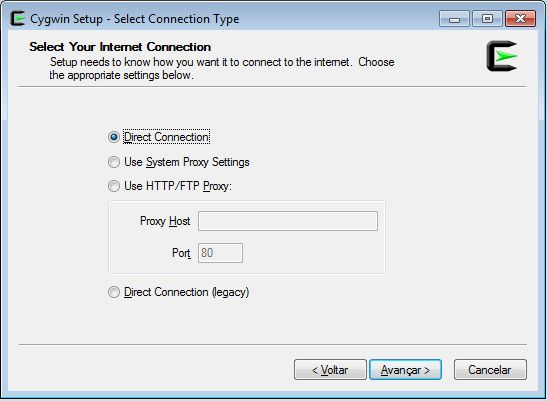 Cygwin Setup - Select Connection Type
Select Your Internet Connection
Setup needs to know how you want it to connect to the internet. Choose
the appropriate settings below.
Direct Connection
Use System Proxy Settings
Use HTTP/FTP Proxy:
Proxy Host
Port 80
Direct Connection (legacy)
< Voltar Avançar > Cancelar